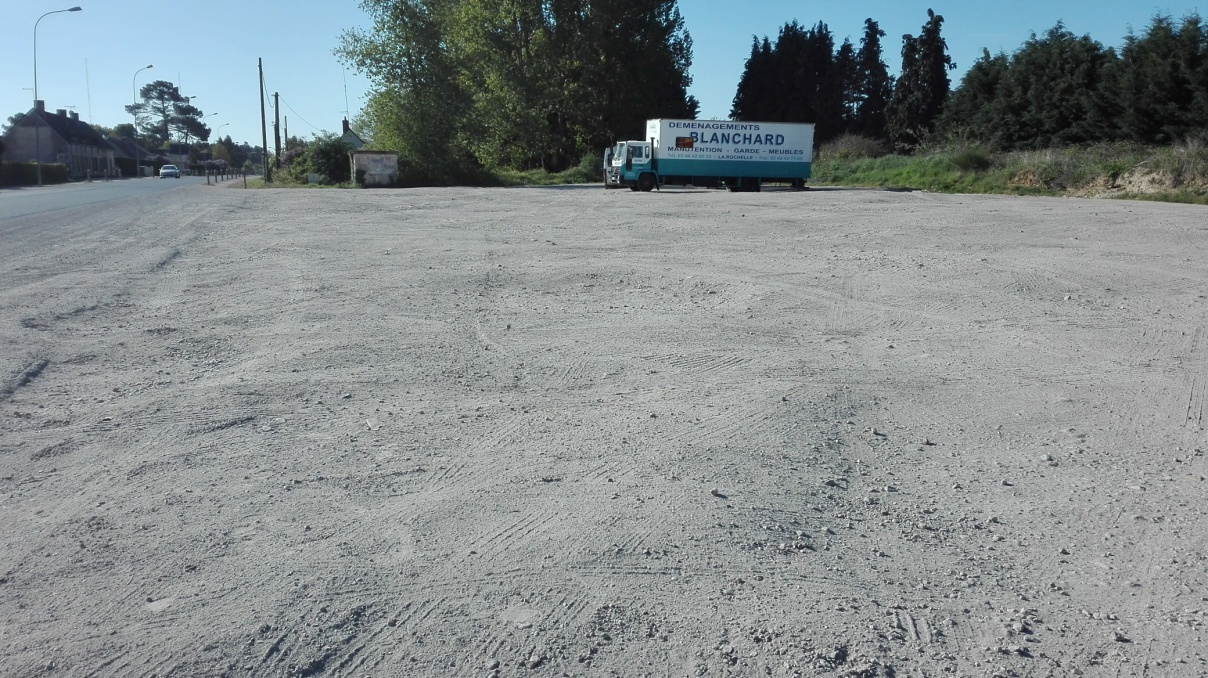 DEMENAGEMENTS
BLANCHARD
MANUTENTION - GARDE - MEUBLES
LA ROCHELLE